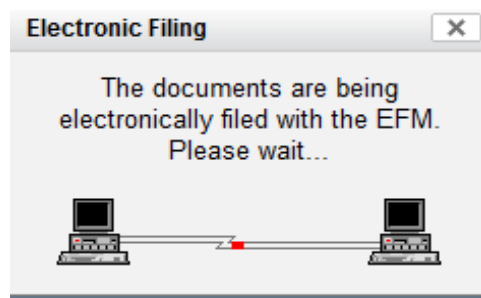 Electronic Filing
The documents are being
electronically filed with the EFM.
Please wait...